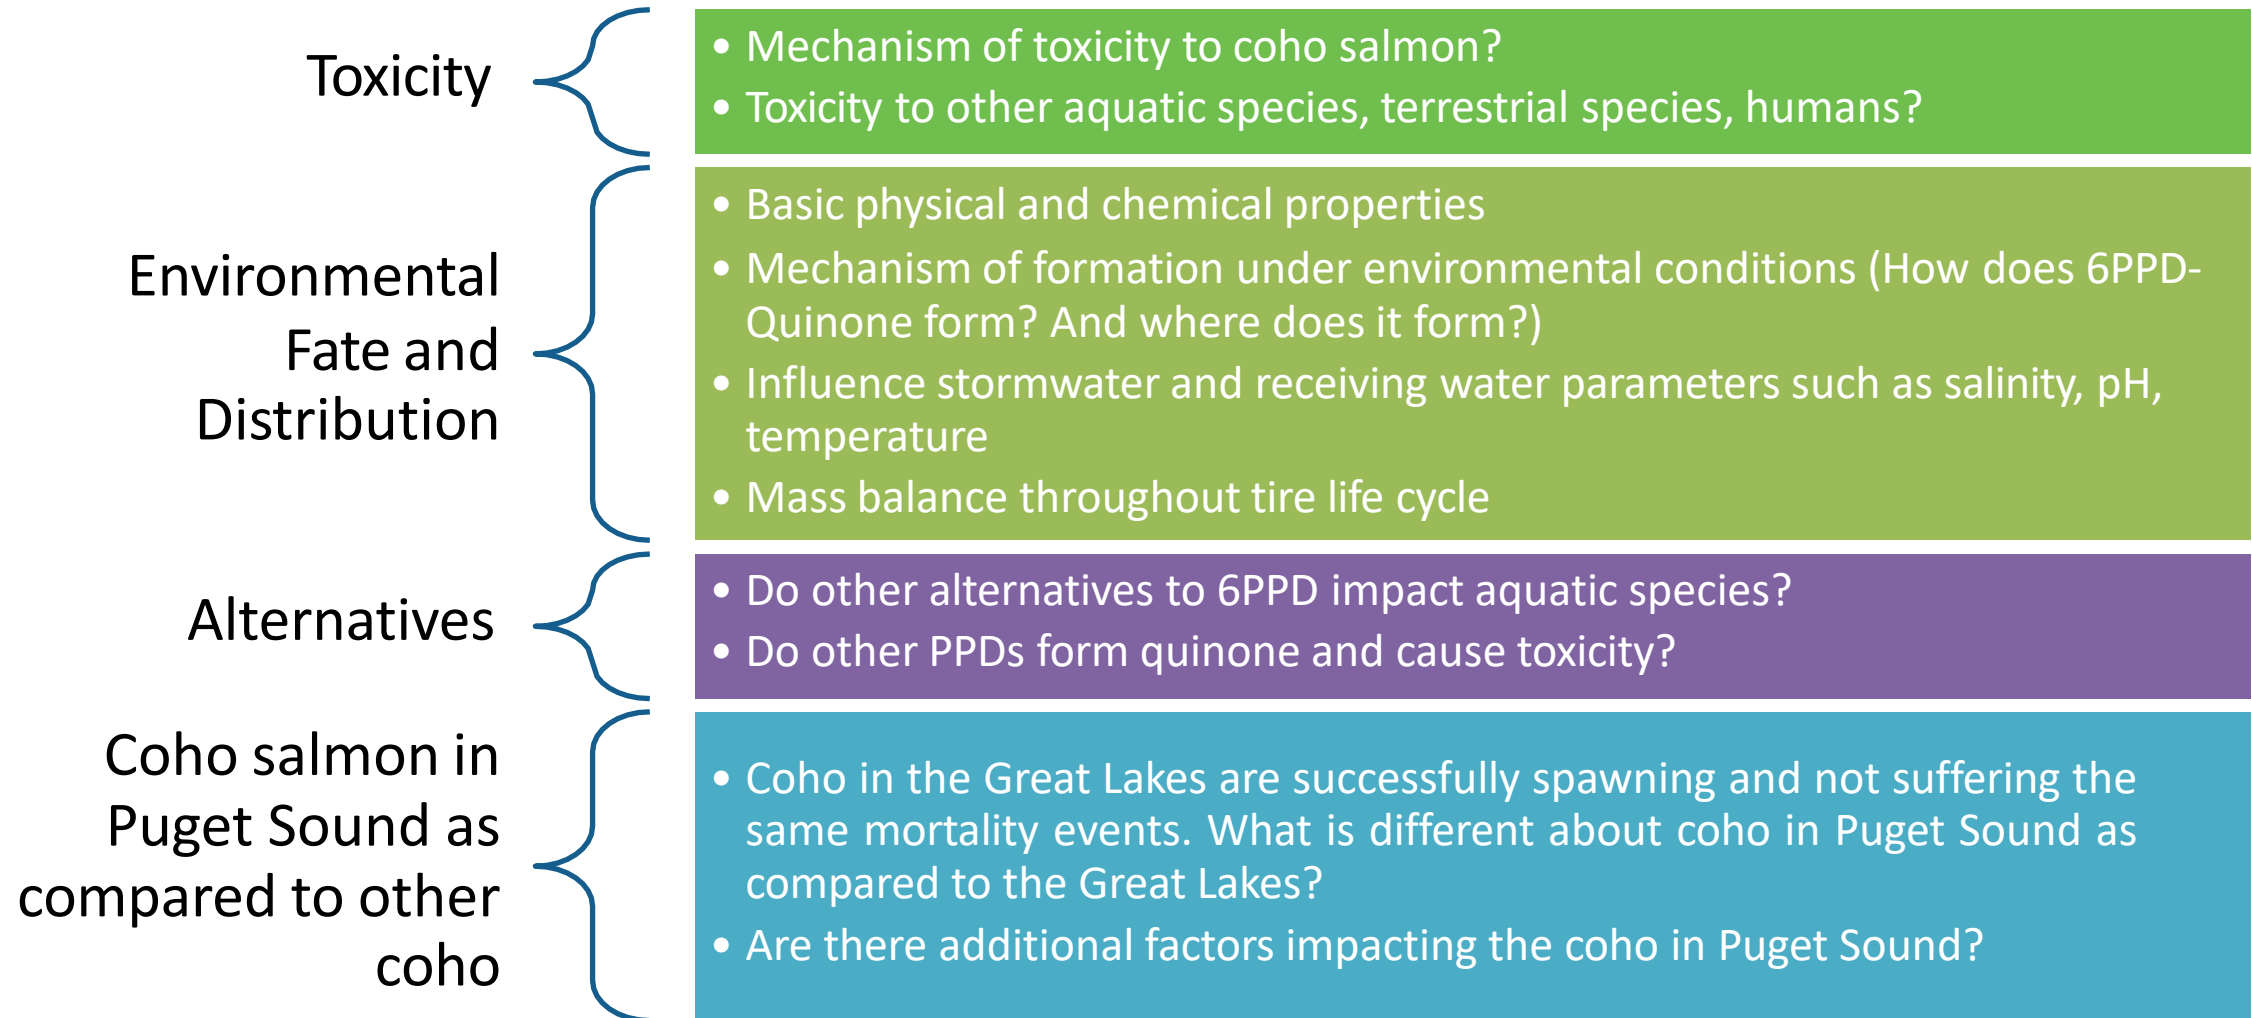 Toxicity
• Mechanism of toxicity to coho salmon?
• Toxicity to other aquatic species, terrestrial species, humans?
Environmental
Fate and
Distribution
• Basic physical and chemical properties
• Mechanism of formation under environmental conditions (How does 6PPD-
Quinone form? And where does it form?)
• Influence stormwater and receiving water parameters such as salinity, pH,
temperature
• Mass balance throughout tire life cycle
Alternatives
• Do other alternatives to 6PPD impact aquatic species?
• Do other PPDs form quinone and cause toxicity?
Coho salmon in
Puget Sound as
compared to other
coho
• Coho in the Great Lakes are successfully spawning and not suffering the
same mortality events. What is different about coho in Puget Sound as
compared to the Great Lakes?
• Are there additional factors impacting the coho in Puget Sound?